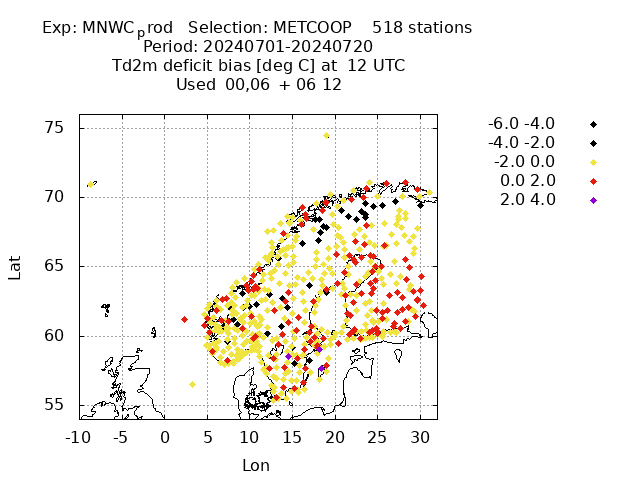 Exp: MNWCprod   Selection: METCOOP    518 stations
Period: 20240701-20240720
Td2m deficit bias [deg C] at  12 UTC
Used  00,06  + 06 12
-6.0 -4.0
-4.0 -2.0
-2.0 0.0
0.0 2.0
2.0 4.0
75
70
65
60
55
Lat
-10 -5 0 5 10 15 20 25 30
Lon